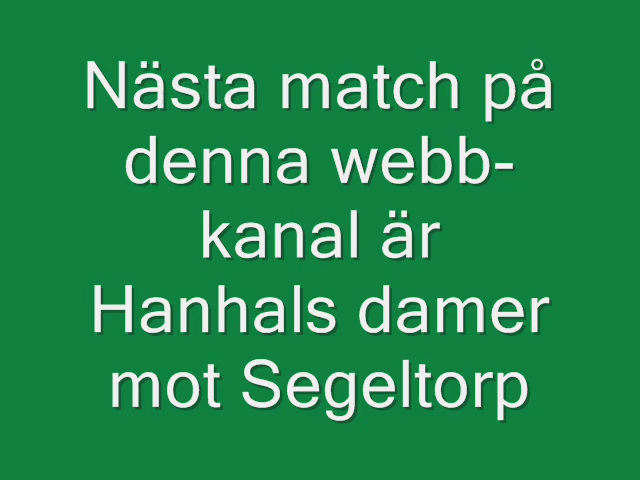 Nästa match på
denna webb-
kanal är
Hanhals damer
mot Segeltorp